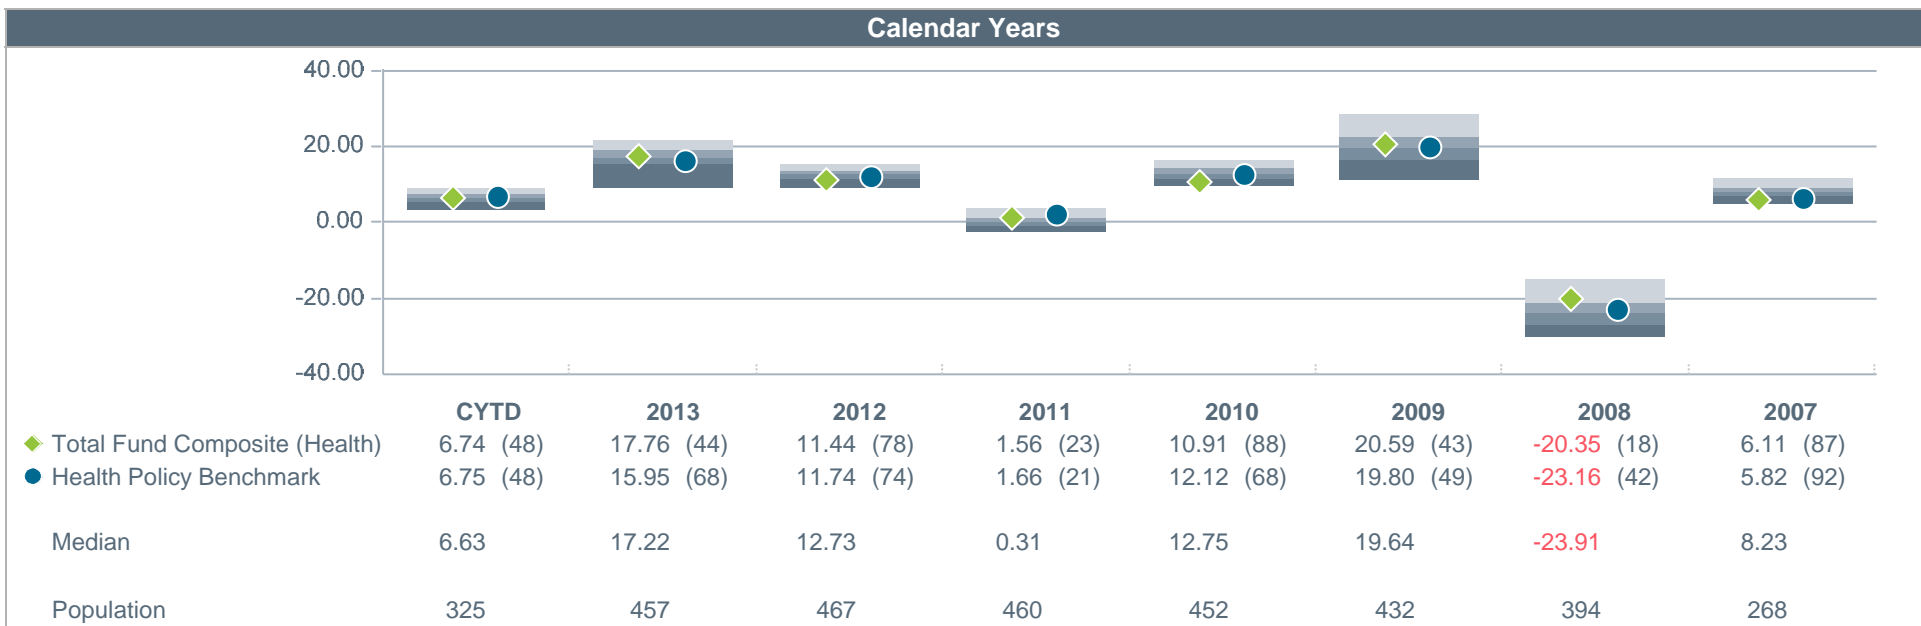 Calendar Years
40.00
20.00
0.00
-20.00
-40.00
CYTD 2013 2012 2011 2010 2009 2008 2007
Total Fund Composite (Health) 6.74 (48) 17.76 (44) 11.44 (78) 1.56 (23) 10.91 (88) 20.59 (43) -20.35 (18) 6.11 (87)
Health Policy Benchmark 6.75 (48) 15.95 (68) 11.74 (74) 1.66 (21) 12.12 (68) 19.80 (49) -23.16 (42) 5.82 (92)
Median 6.63 17.22 12.73 0.31 12.75 19.64 -23.91 8.23
Population 325 457 467 460 452 432 394 268